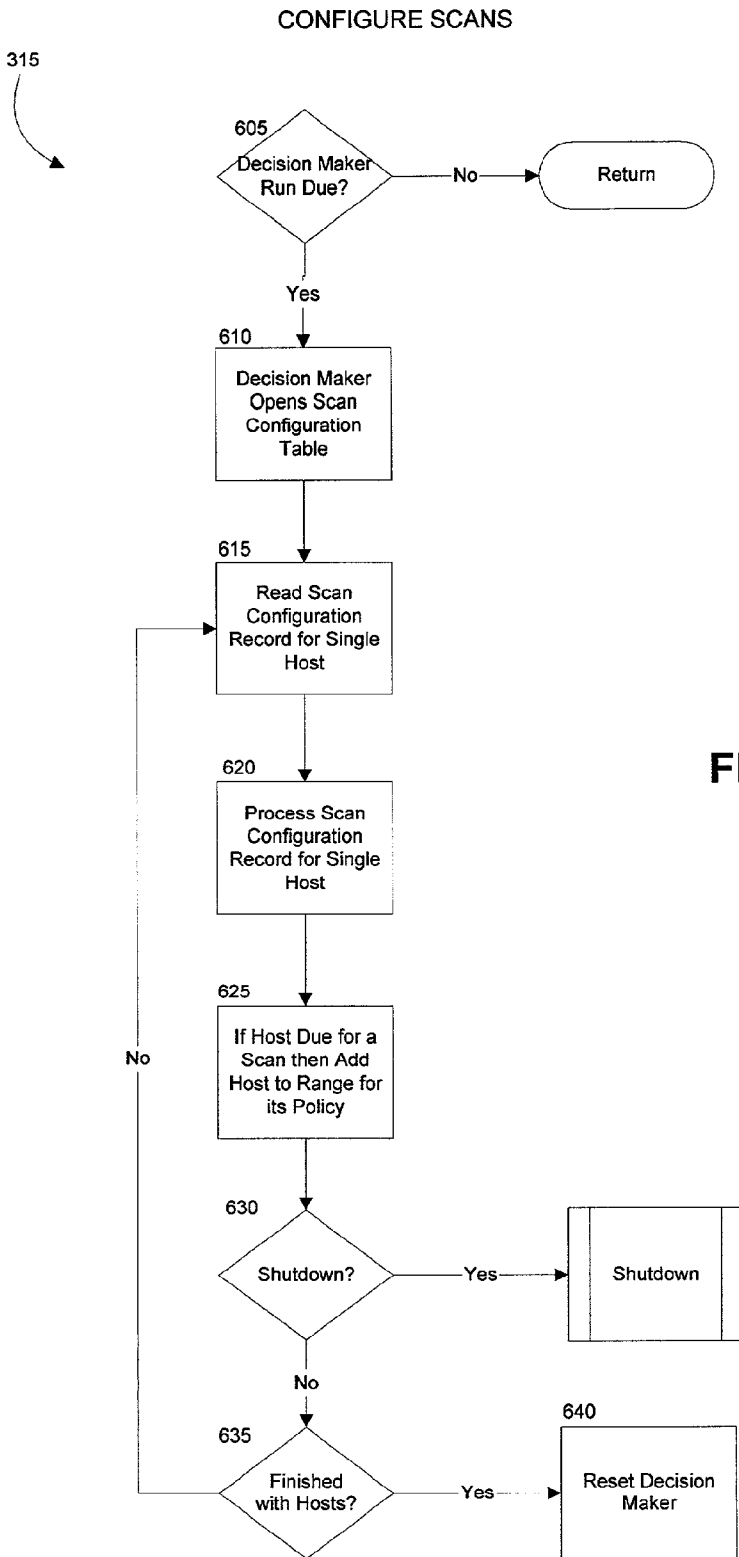 CONFIGURE SCANS
315
605
Decision Maker
Run Due?
No
Return
Yes
610
Decision Maker
Opens Scan
Configuration
Table
615
Read Scan
Configuration
Record for Single
Host
620
Process Scan
Configuration
Record for Single
Host
625
If Host Due for a
Scan then Add
Host to Range for
its Policy
No
630
Shutdown?
Yes
Shutdown
No
635
Finished
with Hosts?
Yes
640
Reset Decision
Maker